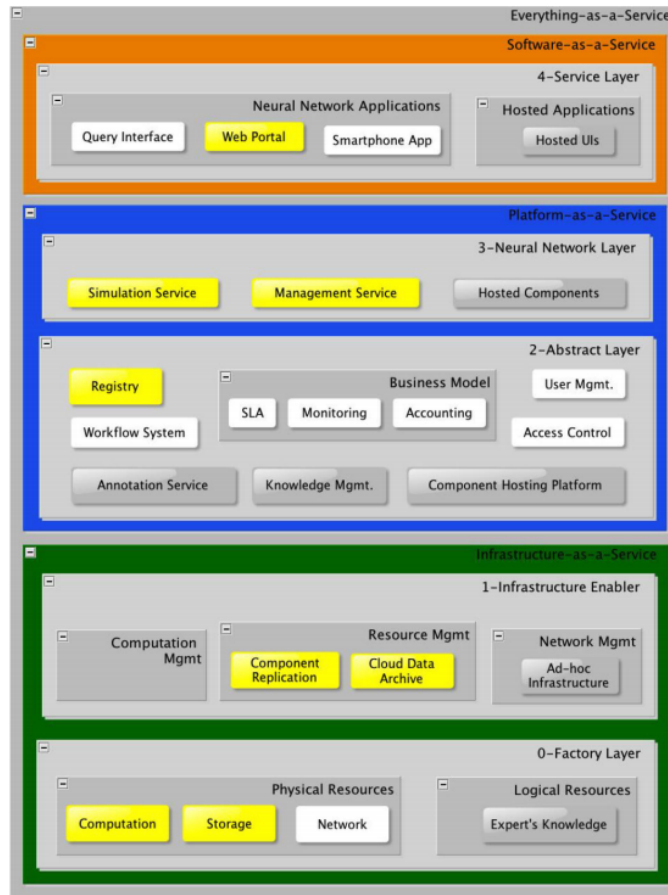 Everything-as-a-Service
Software-as-a-Service
4-Service Layer
Neural Network Applications
Query Interface
Web Portal
Smartphone App
Hosted Applications
Hosted UIs
Platform-as-a-Service
3-Neural Network Layer
Simulation Service
Management Service
Hosted Components
2-Abstract Layer
Registry
Workflow System
Business Model
SLA
Monitoring
Accounting
User Mgmt.
Access Control
Annotation Service
Knowledge Mgmt.
Component Hosting Platform
Infrastructure-as-a-Service
1-Infrastructure Enabler
Computation
Mgmt
Resource Mgmt
Component
Replication
Cloud Data
Archive
Network Mgmt
Ad-hoc
Infrastructure
0-Factory Layer
Physical Resources
Computation
Storage
Network
Logical Resources
Expert's Knowledge